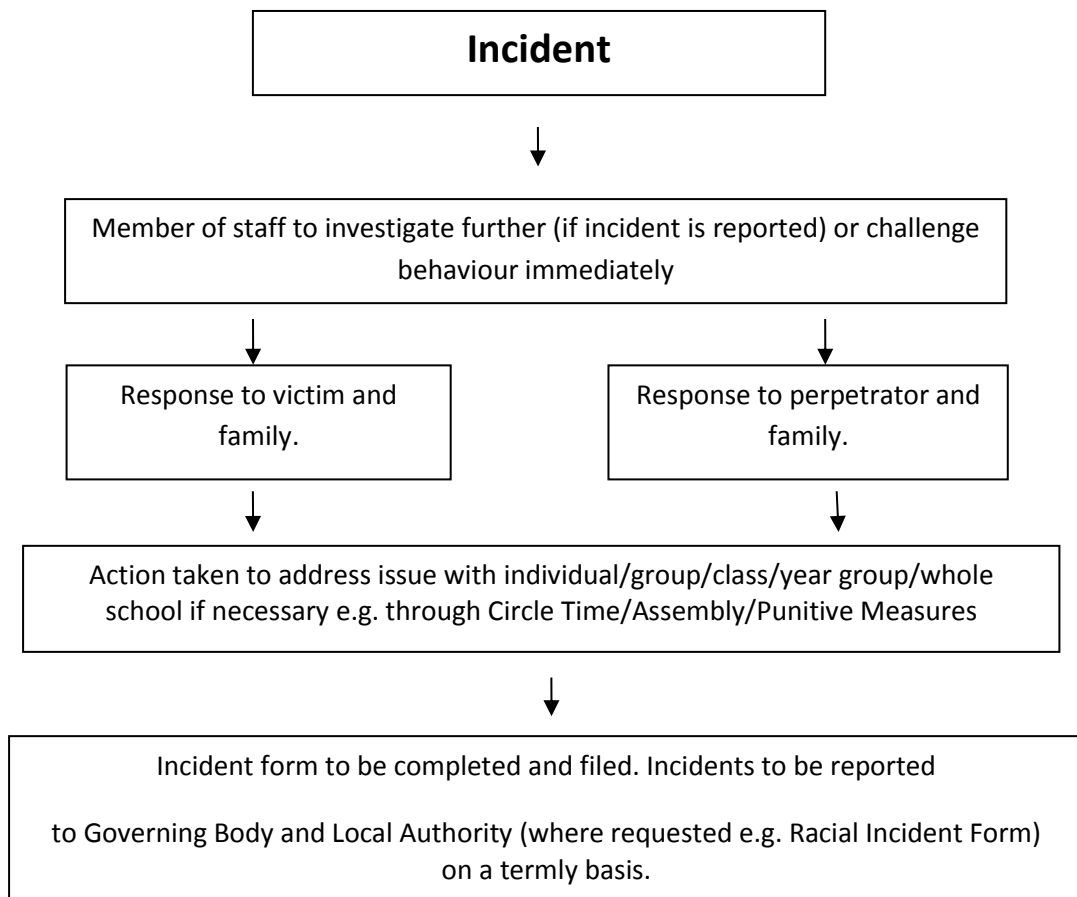 Incident
Member of staff to investigate further (if incident is reported) or challenge
behaviour immediately
Response to victim and
family.
Response to perpetrator and
family.
Action taken to address issue with individual/group/class/year group/whole
school if necessary e.g. through Circle Time/Assembly/Punitive Measures
Incident form to be completed and filed. Incidents to be reported
to Governing Body and Local Authority (where requested e.g. Racial Incident Form)
on a termly basis.